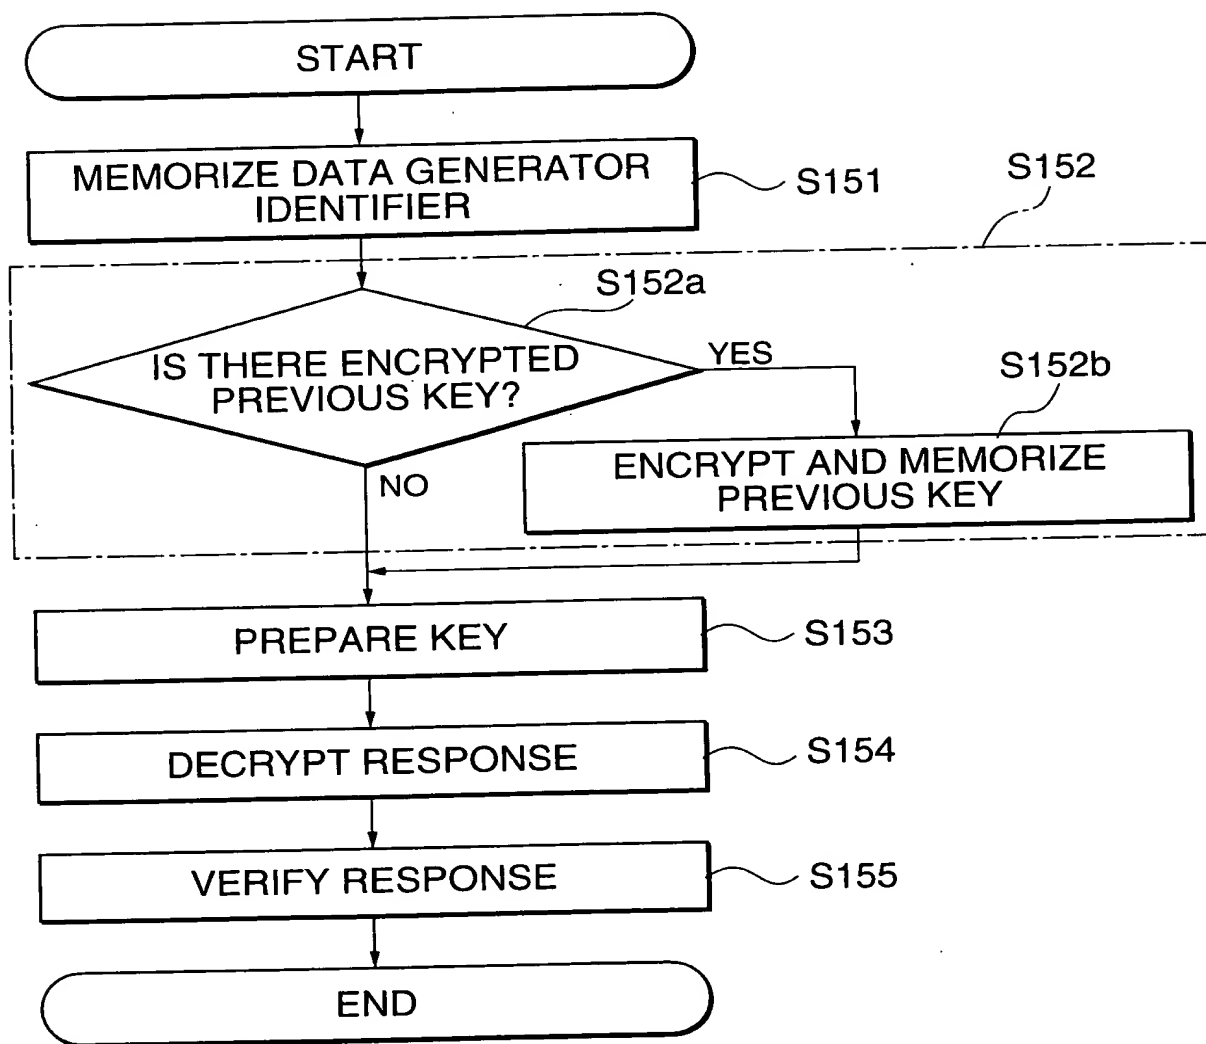 START
MEMORIZE DATA GENERATOR
IDENTIFIER
S151
S152
S152a
IS THERE ENCRYPTED
PREVIOUS KEY?
YES
S152b
ENCRYPT AND MEMORIZE
PREVIOUS KEY
NO
PREPARE KEY
S153
DECRYPT RESPONSE
S154
VERIFY RESPONSE
S155
END